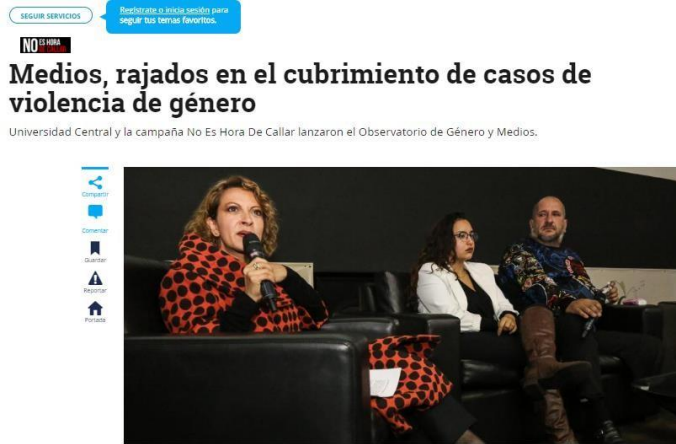 SEGUIR SERVICIOS
Regístrate o inicia sesión para
seguir tus temas favoritos.
NO ES HORA
DE CALLAR
Medios, rajados en el cubrimiento de casos de
violencia de género
Universidad Central y la campaña No Es Hora De Callar lanzaron el Observatorio de Género y Medios.
Compartir
Comentar
Guardar
Reportar
Portada